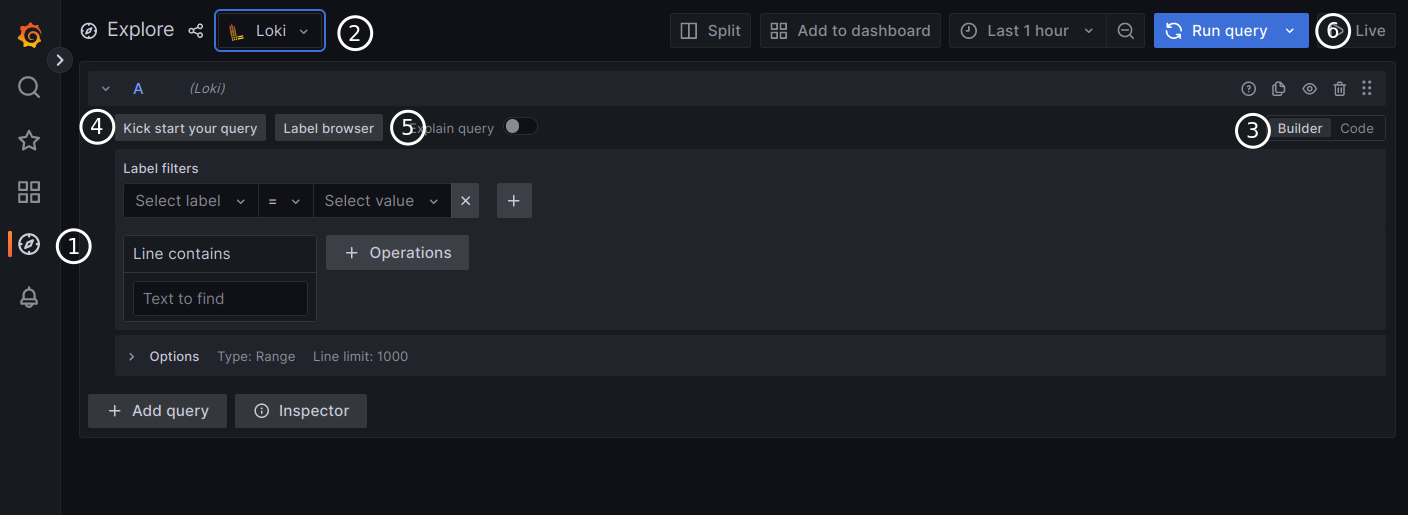 Explore Loki 2 Split Add to dashboard Last 1 hour Run query 6 Live
A (Loki)
4 Kick start your query Label browser 5 Explain query 3 Builder Code
Label filters
Select label = Select value
1
Line contains + Operations
Text to find
Options Type: Range Line limit: 1000
+ Add query Inspector